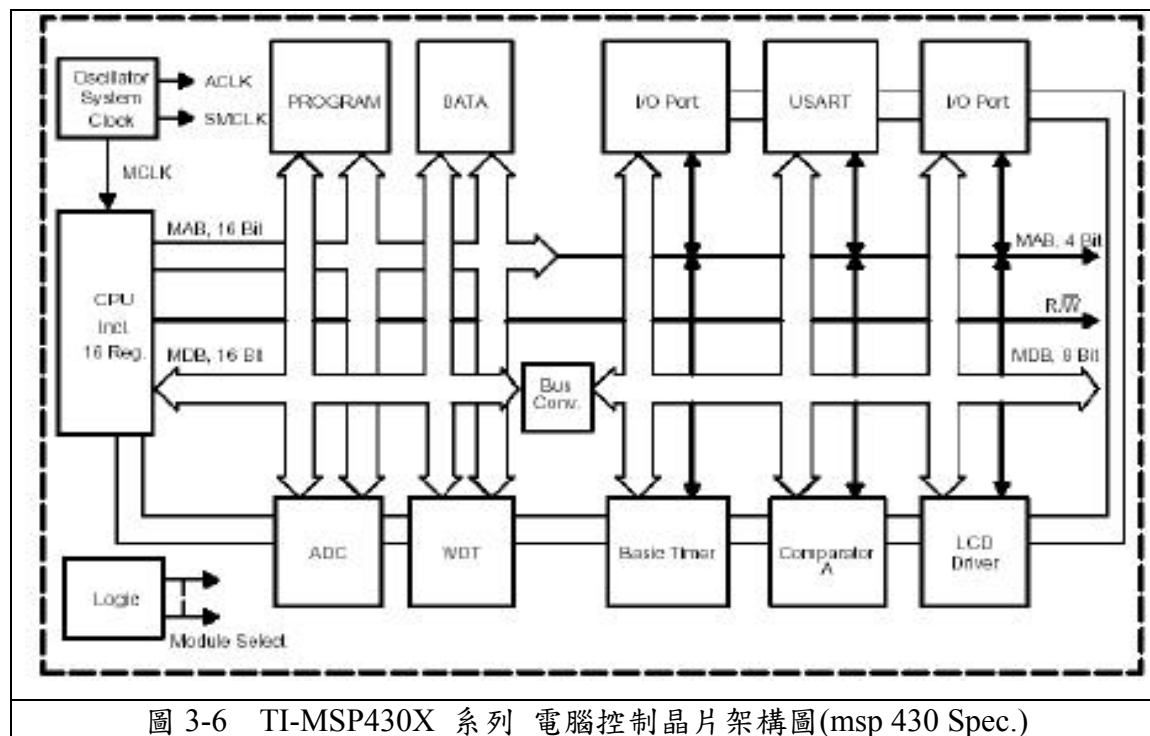 Oscillator
System
Clock
ACLK
SMCLK
MCLK
PROGRAM
DATA
I/O Port
USART
I/O Port
MAB, 16 Bit
MAB, 4 Bit
CPU
Incl.
16 Reg.
R/W̅
MDB, 16 Bit
MDB, 8 Bit
Bus
Conv.
ADC
WDT
Basic Timer
Comparator
A
LCD
Driver
Logic
Module Select
圖 3-6 TI-MSP430X 系列 電腦控制晶片架構圖(msp 430 Spec.)